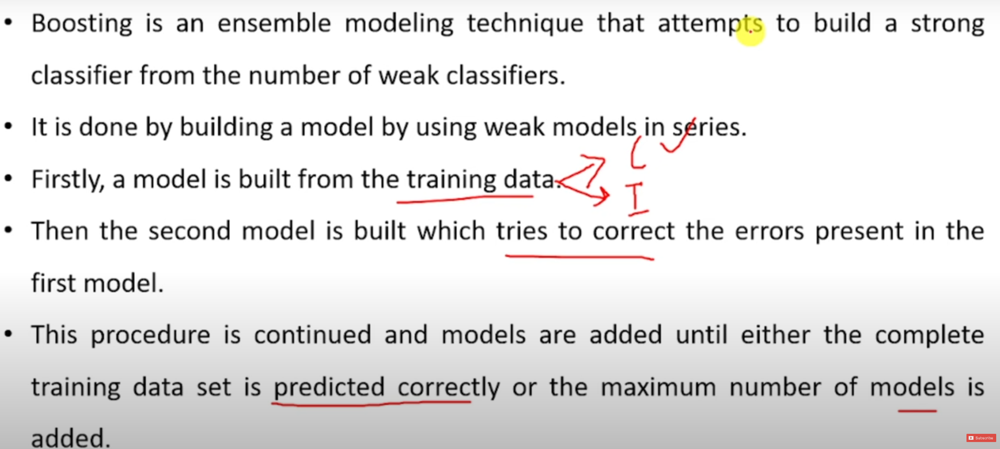 • Boosting is an ensemble modeling technique that attempts to build a strong
classifier from the number of weak classifiers.
• It is done by building a model by using weak models in series.
• Firstly, a model is built from the training data.
C
I
• Then the second model is built which tries to correct the errors present in the
first model.
• This procedure is continued and models are added until either the complete
training data set is predicted correctly or the maximum number of models is
added.
Subscribe